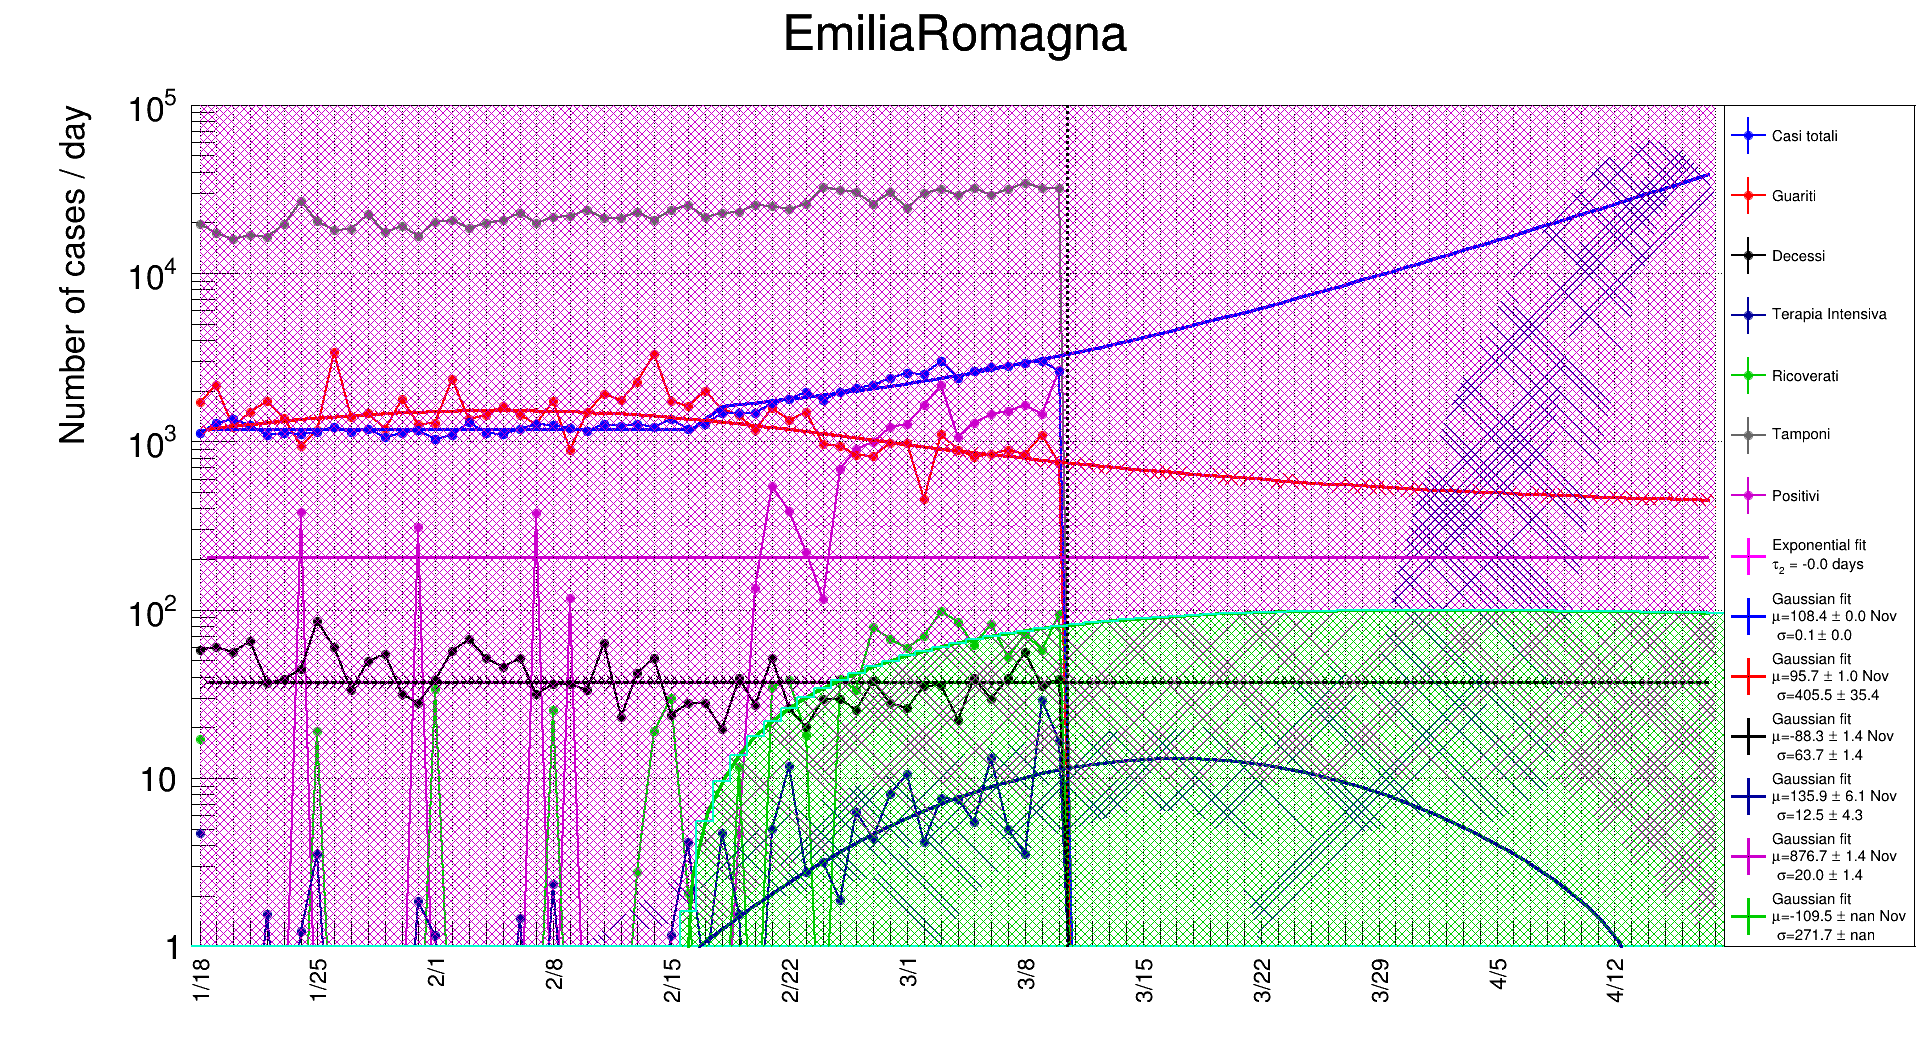 EmiliaRomagna
Number of cases / day
10^5
10^4
10^3
10^2
10
1
1/18
1/25
2/1
2/8
2/15
2/22
3/1
3/8
3/15
3/22
3/29
4/5
4/12
Casi totali
Guariti
Decessi
Terapia Intensiva
Ricoverati
Tamponi
Positivi
Exponential fit
τ2 = -0.0 days
Gaussian fit
μ=108.4 ± 0.0 Nov
σ=0.1 ± 0.0
Gaussian fit
μ=95.7 ± 1.0 Nov
σ=405.5 ± 35.4
Gaussian fit
μ=-88.3 ± 1.4 Nov
σ=63.7 ± 1.4
Gaussian fit
μ=135.9 ± 6.1 Nov
σ=12.5 ± 4.3
Gaussian fit
μ=876.7 ± 1.4 Nov
σ=20.0 ± 1.4
Gaussian fit
μ=-109.5 ± nan Nov
σ=271.7 ± nan